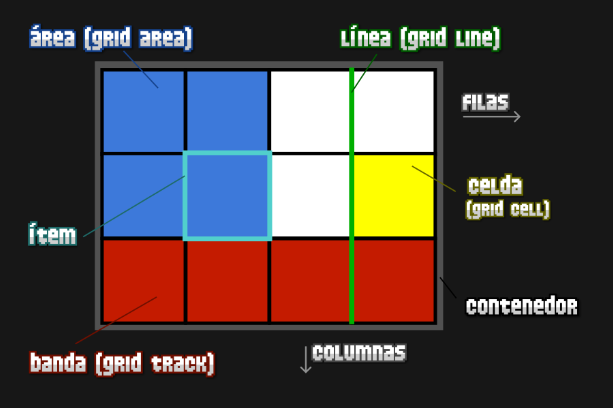 área (grid area)
línea (grid line)
filas
celda
(grid cell)
ítem
contenedor
columnas
banda (grid track)